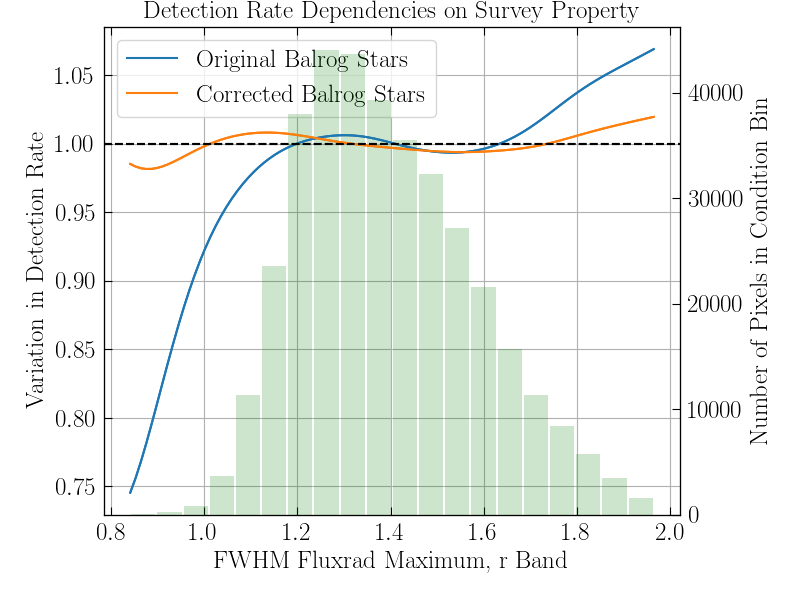 Detection Rate Dependencies on Survey Property
Original Balrog Stars
Corrected Balrog Stars
Variation in Detection Rate
1.05
1.00
0.95
0.90
0.85
0.80
0.75
40000
30000
20000
10000
0
Number of Pixels in Condition Bin
0.8 1.0 1.2 1.4 1.6 1.8 2.0
FWHM Fluxrad Maximum, r Band